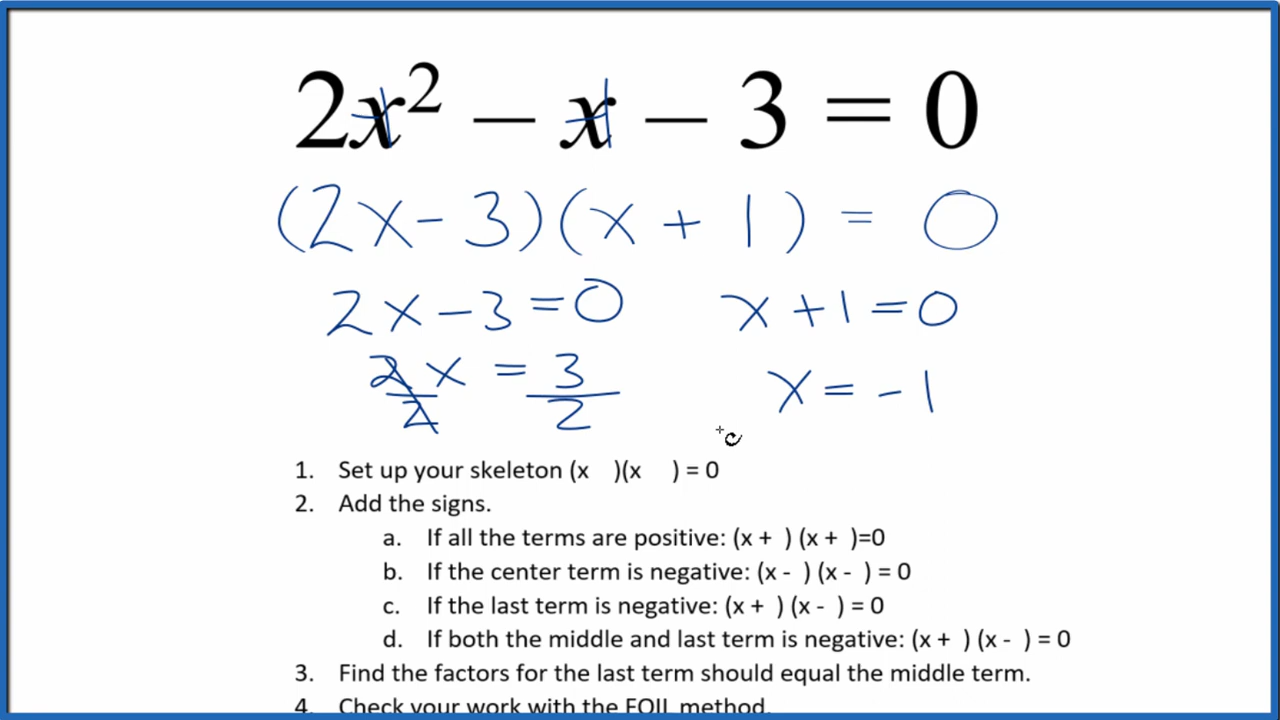 2x² − x − 3 = 0
(2x − 3)(x + 1) = 0
2x − 3 = 0    x + 1 = 0
2x/2 = 3/2    x = −1
1. Set up your skeleton (x   )(x   ) = 0
2. Add the signs.
a. If all the terms are positive: (x +  ) (x +  )=0
b. If the center term is negative: (x -  ) (x -  ) = 0
c. If the last term is negative: (x +  ) (x -  ) = 0
d. If both the middle and last term is negative: (x +  ) (x -  ) = 0
3. Find the factors for the last term should equal the middle term.
4. Check your work with the FOIL method.